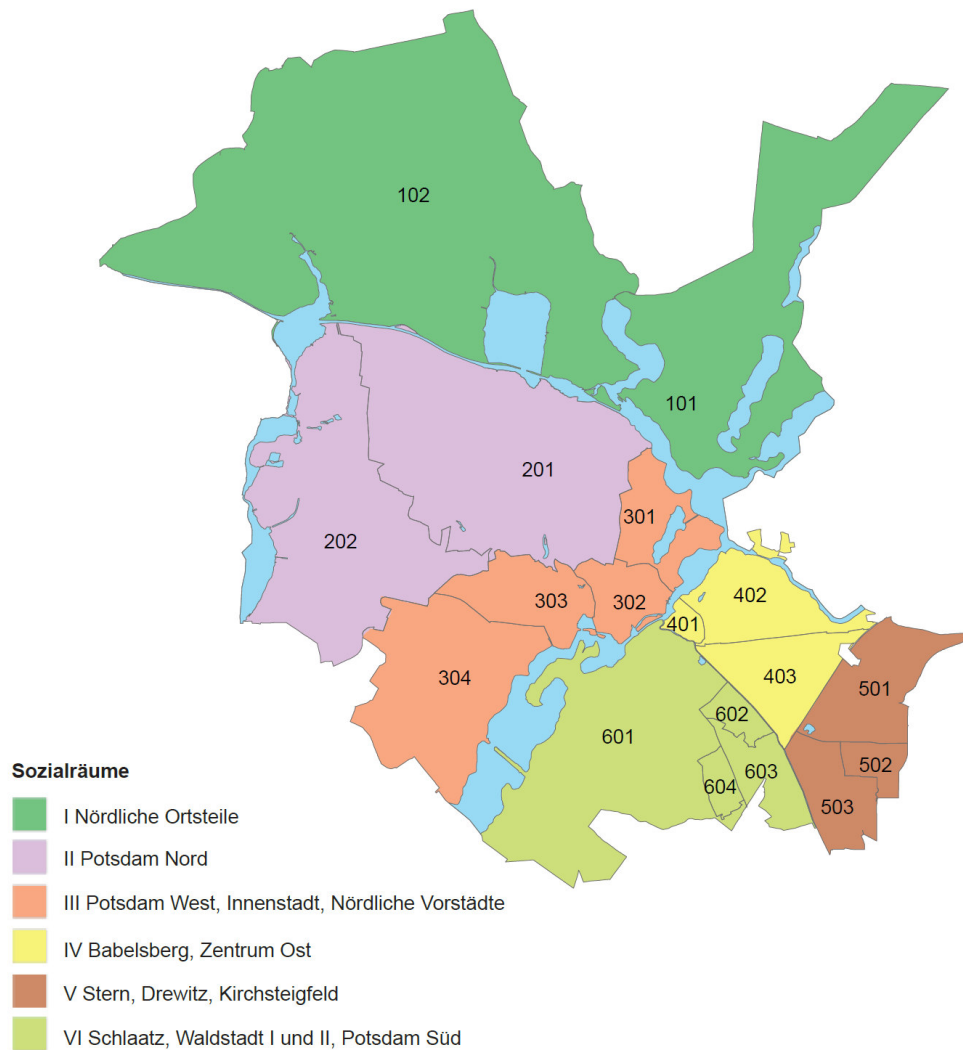 102
101
201
301
202
402
303
302
401
403
304
501
602
601
502
603
604
503
Sozialräume
I Nördliche Ortsteile
II Potsdam Nord
III Potsdam West, Innenstadt, Nördliche Vorstädte
IV Babelsberg, Zentrum Ost
V Stern, Drewitz, Kirchsteigfeld
VI Schlaatz, Waldstadt I und II, Potsdam Süd